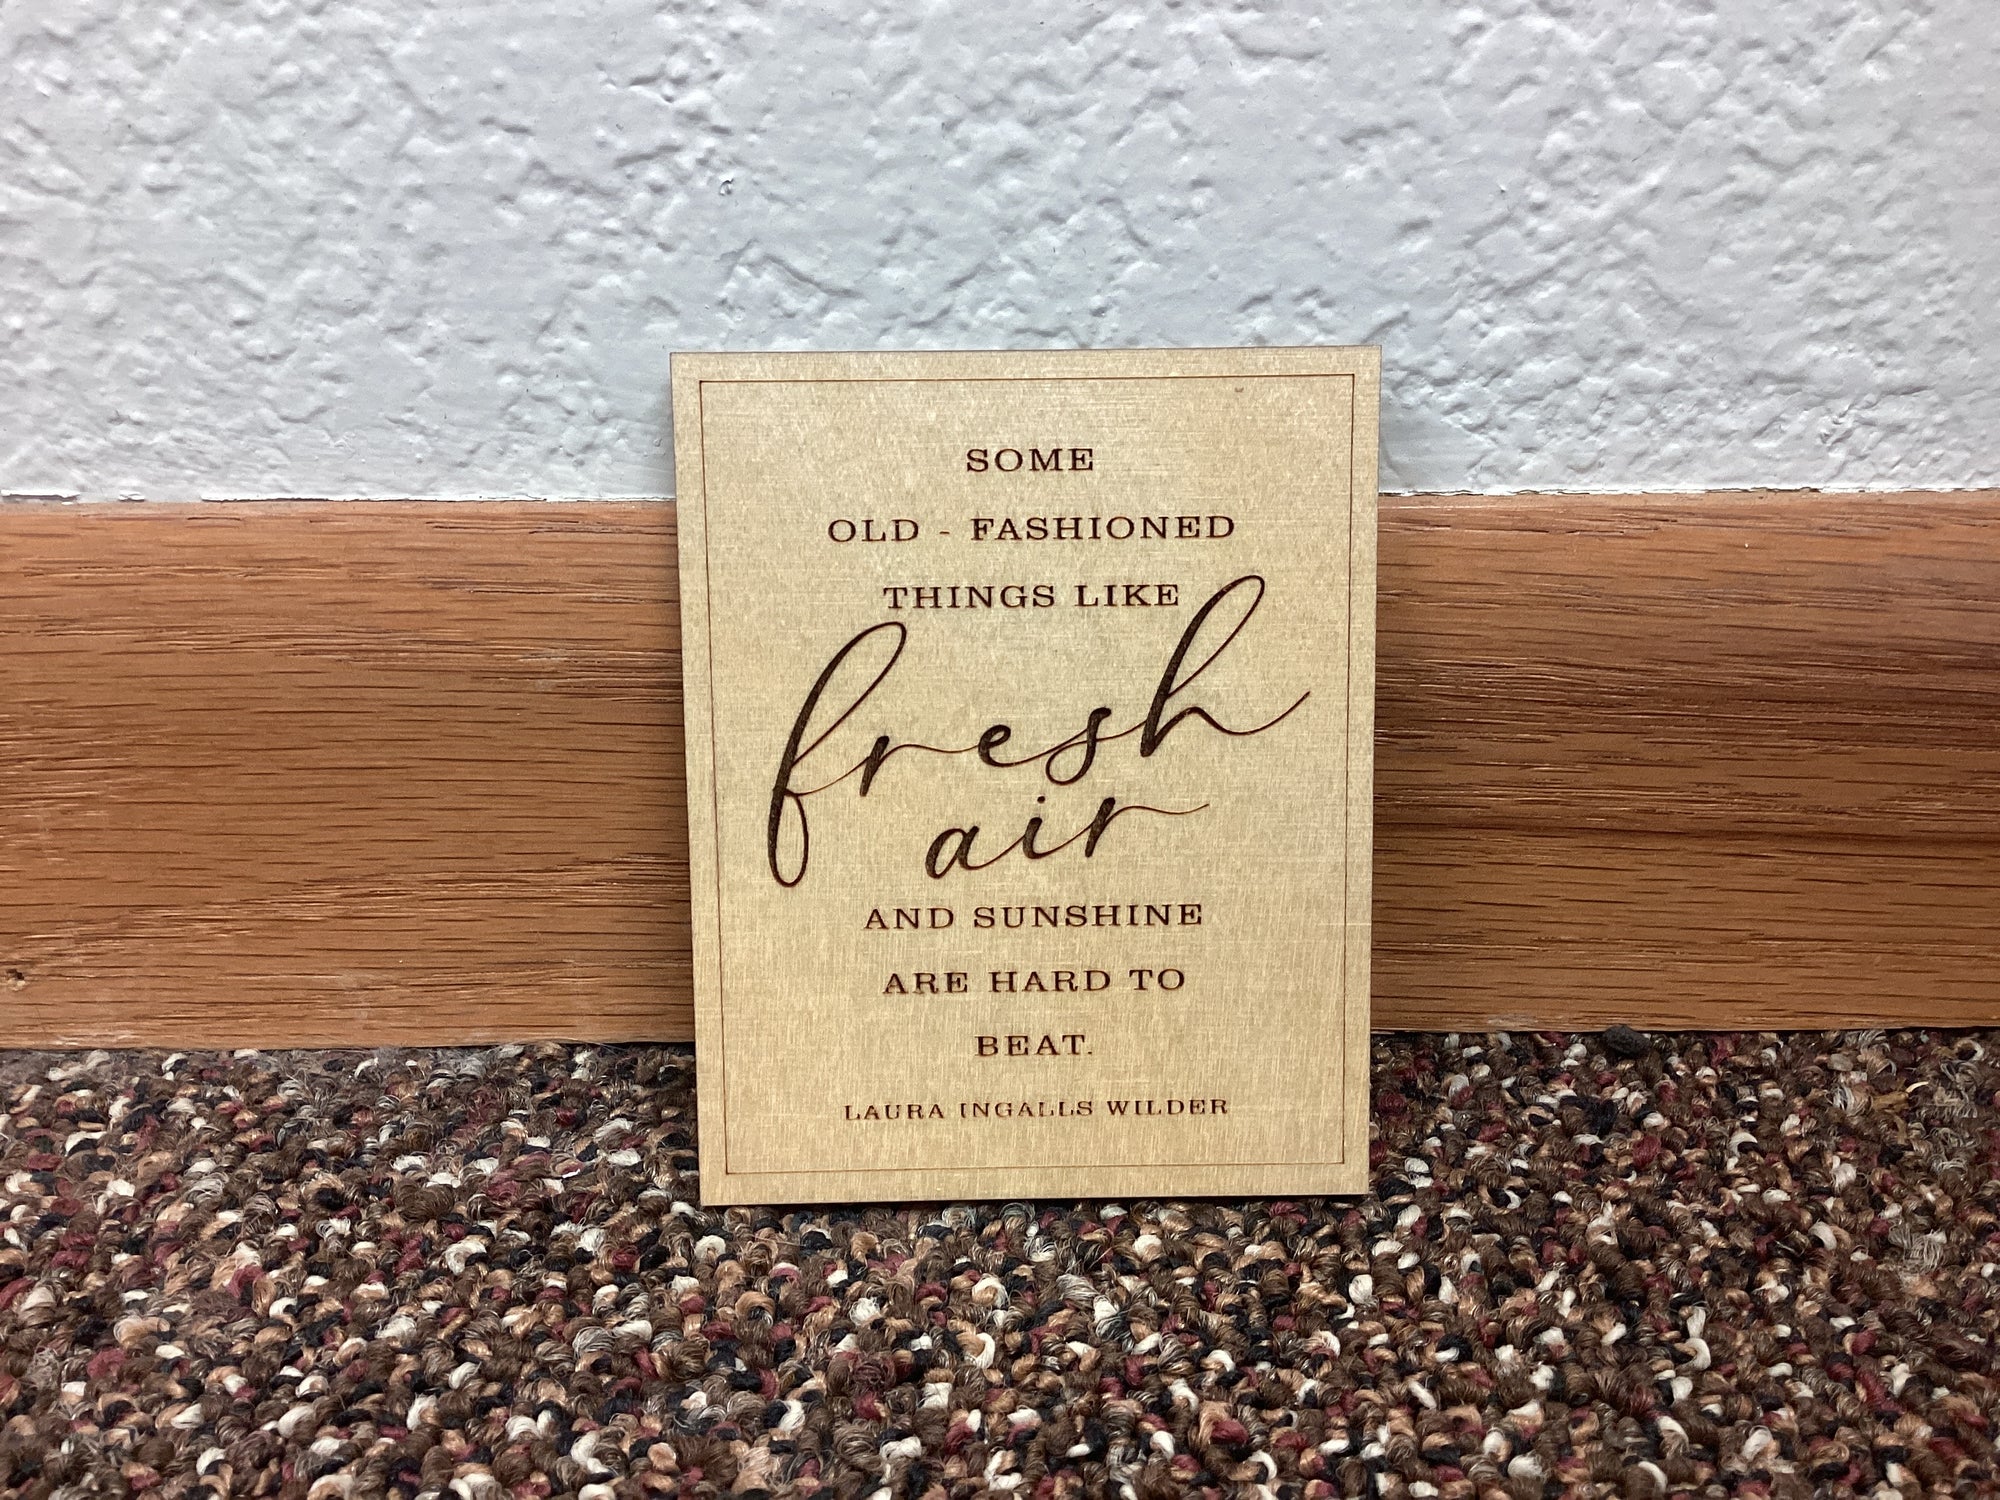 SOME
OLD - FASHIONED
THINGS LIKE
fresh
air
AND SUNSHINE
ARE HARD TO
BEAT.
LAURA INGALLS WILDER